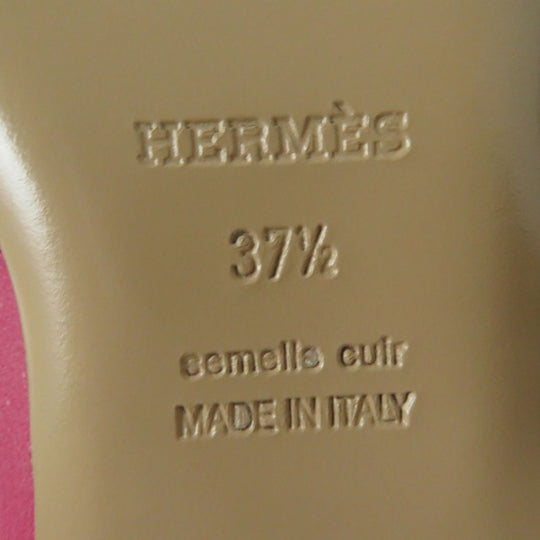 HERMÈS
37½
semelle cuir
MADE IN ITALY